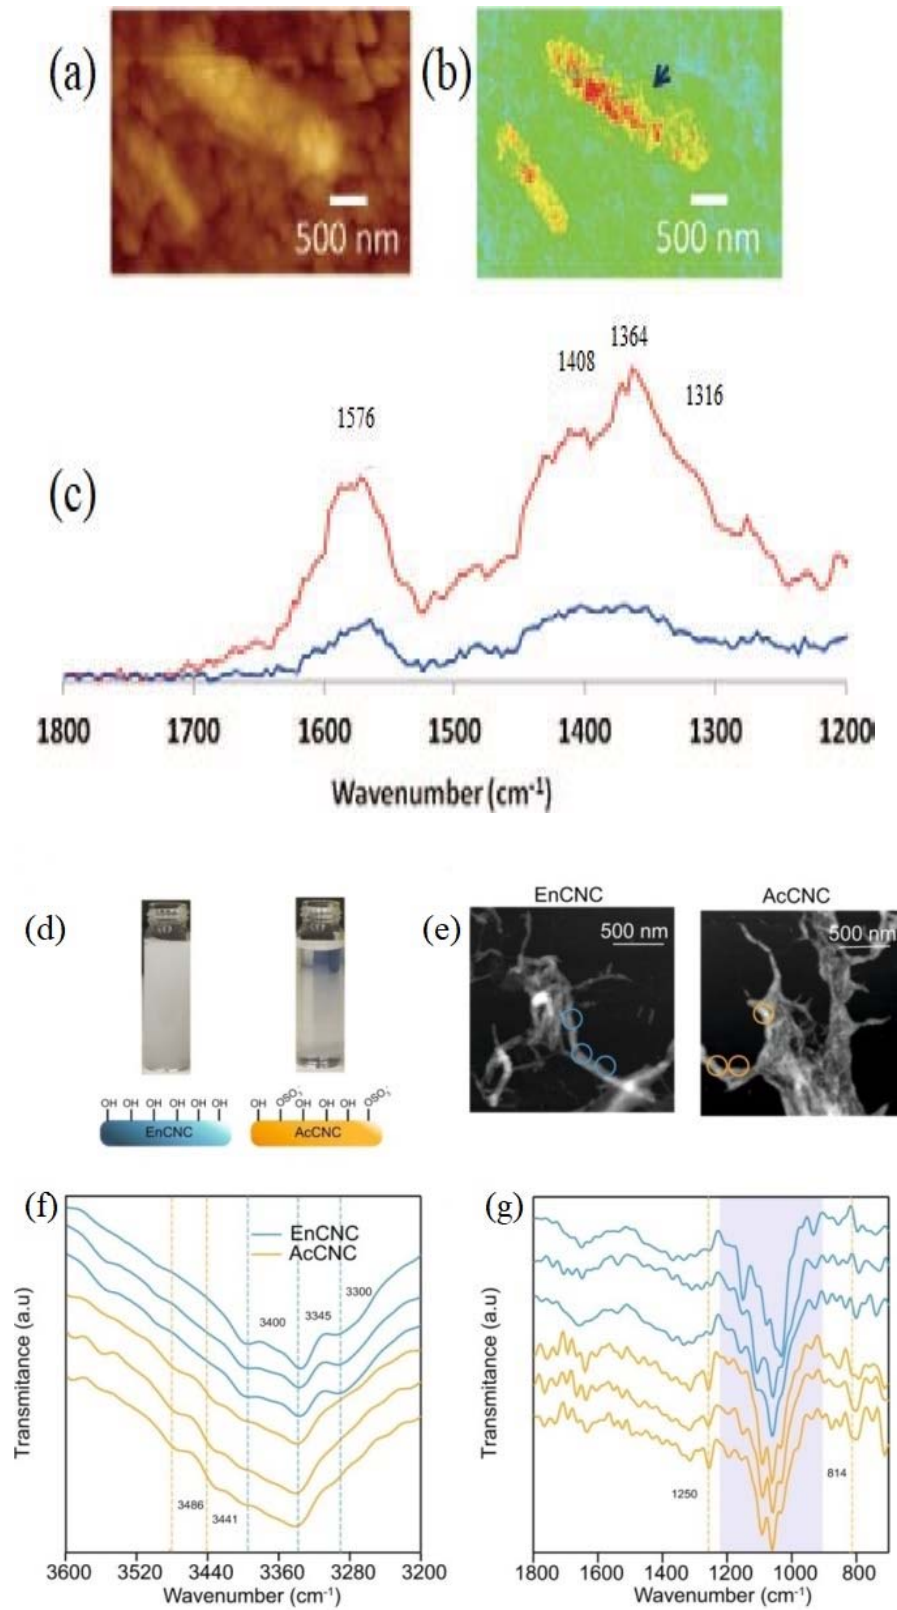 (a)
500 nm
(b)
500 nm
(c)
1576
1408
1364
1316
1800 1700 1600 1500 1400 1300 1200
Wavenumber (cm-1)
(d)
OH OH OH OH OH OH
EnCNC
OH OSO3- OH OH OH OSO3-
AcCNC
(e)
EnCNC
500 nm
AcCNC
500 nm
(f)
EnCNC
AcCNC
3400
3345
3300
3486
3441
Transmitance (a.u)
3600 3520 3440 3360 3280 3200
Wavenumber (cm-1)
(g)
1250
814
Transmitance (a.u)
1800 1600 1400 1200 1000 800
Wavenumber (cm-1)